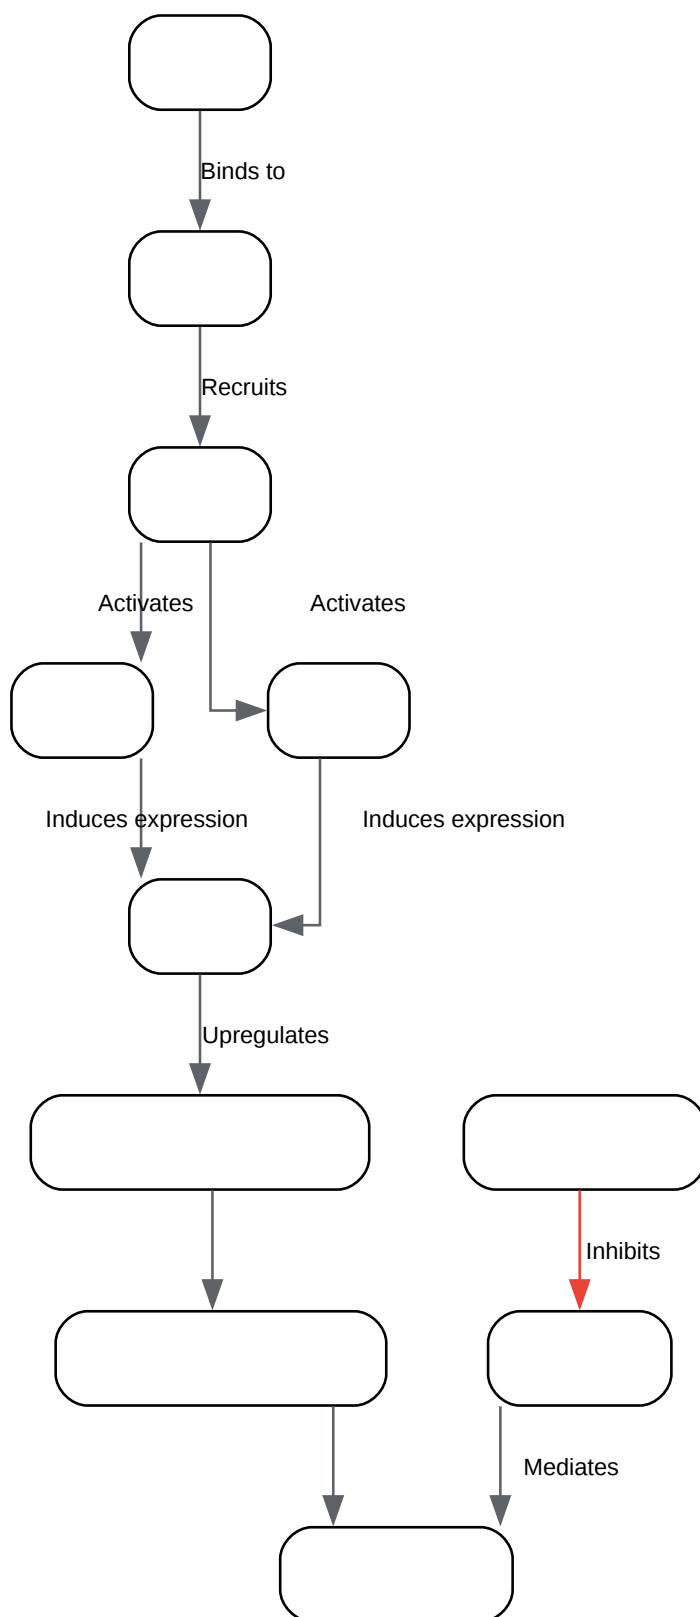 Binds to
Recruits
Activates
Activates
Induces expression
Induces expression
Upregulates
Inhibits
Mediates